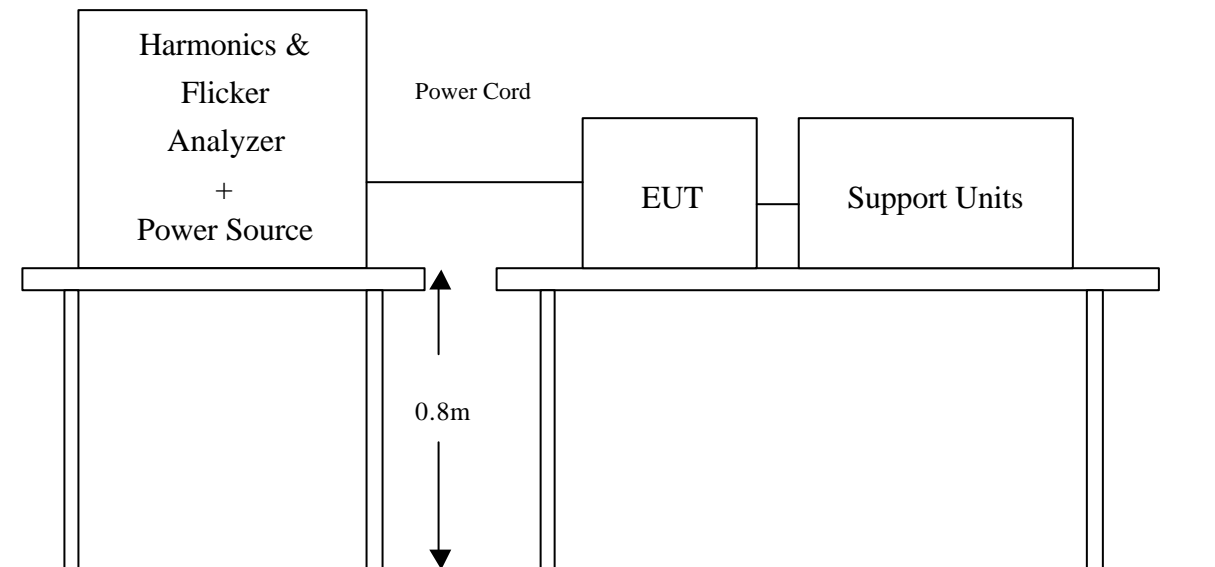 Harmonics &
Flicker
Analyzer
+
Power Source
Power Cord
EUT
Support Units
0.8m